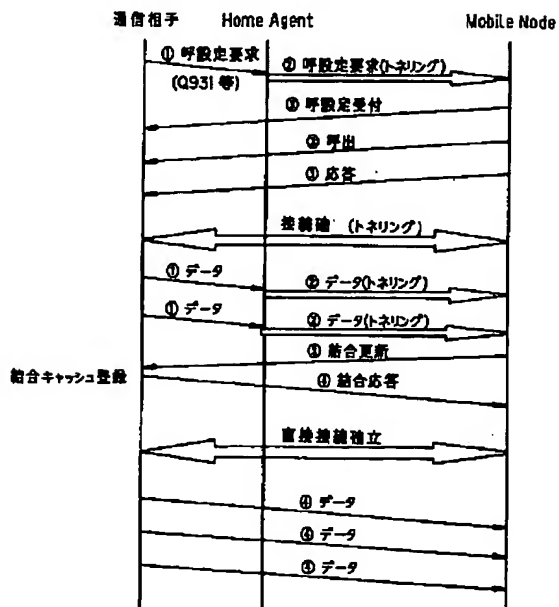 通信相手 Home Agent Mobile Node
① 呼設定要求
(Q931 等)
② 呼設定要求(トネリング)
③ 呼設定受付
③ 呼出
③ 応答
接続確 (トネリング)
① データ
② データ(トネリング)
① データ
② データ(トネリング)
③ 結合更新
結合キャッシュ登録
④ 結合応答
直接接続確立
④ データ
④ データ
④ データ